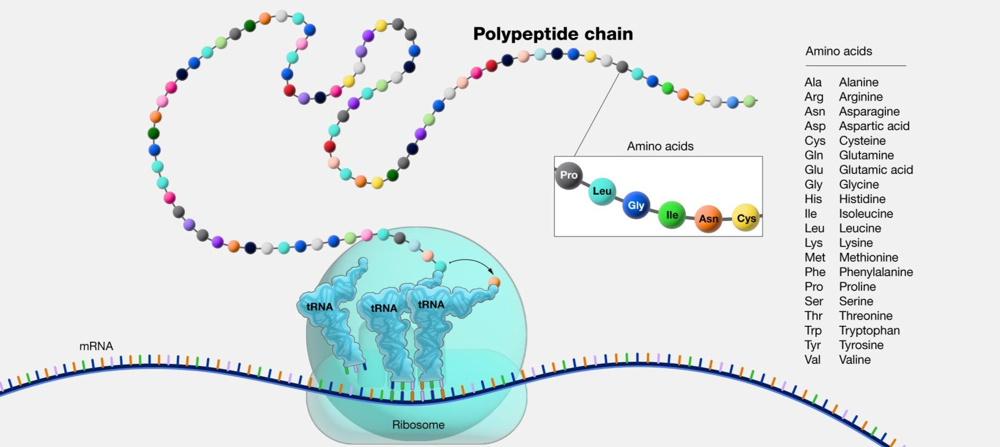 Polypeptide chain
Amino acids
Ala Alanine
Arg Arginine
Asn Asparagine
Asp Aspartic acid
Cys Cysteine
Gln Glutamine
Glu Glutamic acid
Gly Glycine
His Histidine
Ile Isoleucine
Leu Leucine
Lys Lysine
Met Methionine
Phe Phenylalanine
Pro Proline
Ser Serine
Thr Threonine
Trp Tryptophan
Tyr Tyrosine
Val Valine
Amino acids
Pro
Leu
Gly
Ile
Asn
Cys
tRNA
tRNA
tRNA
mRNA
Ribosome